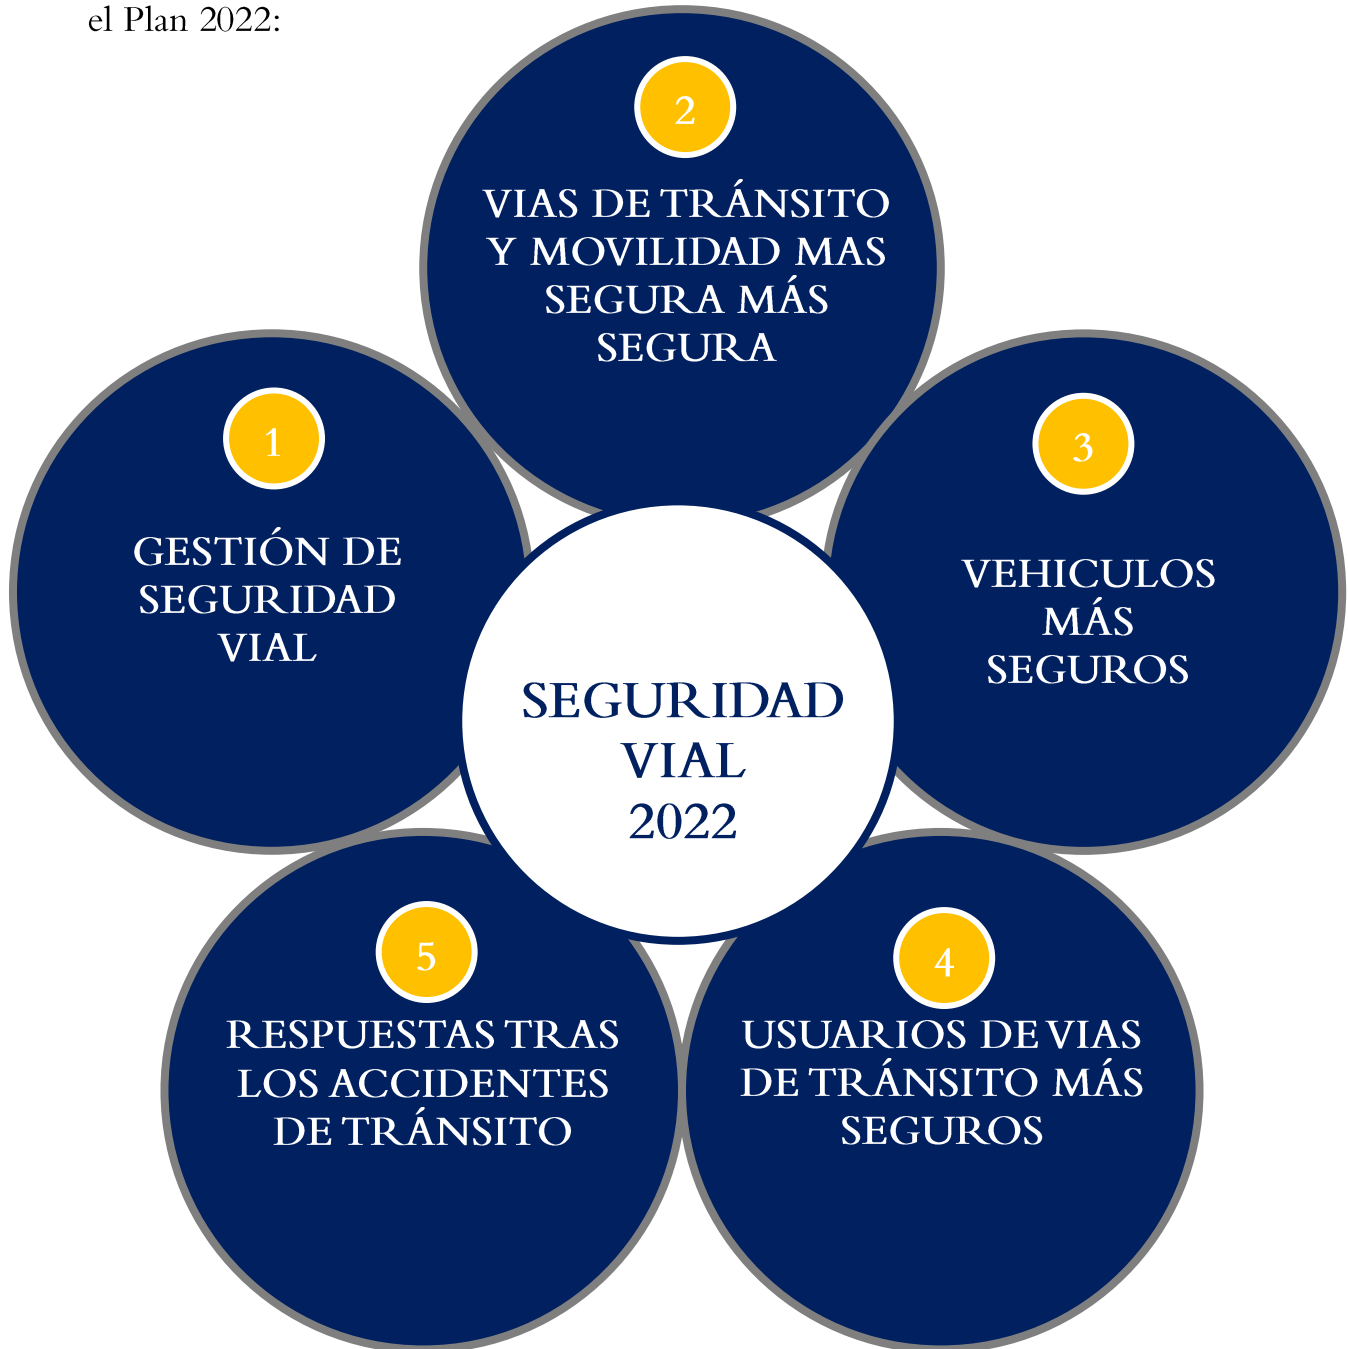 el Plan 2022:
2
VIAS DE TRÁNSITO
Y MOVILIDAD MAS
SEGURA MÁS
SEGURA
1
GESTIÓN DE
SEGURIDAD
VIAL
3
VEHICULOS
MÁS
SEGUROS
SEGURIDAD
VIAL
2022
5
RESPUESTAS TRAS
LOS ACCIDENTES
DE TRÁNSITO
4
USUARIOS DE VIAS
DE TRÁNSITO MÁS
SEGUROS